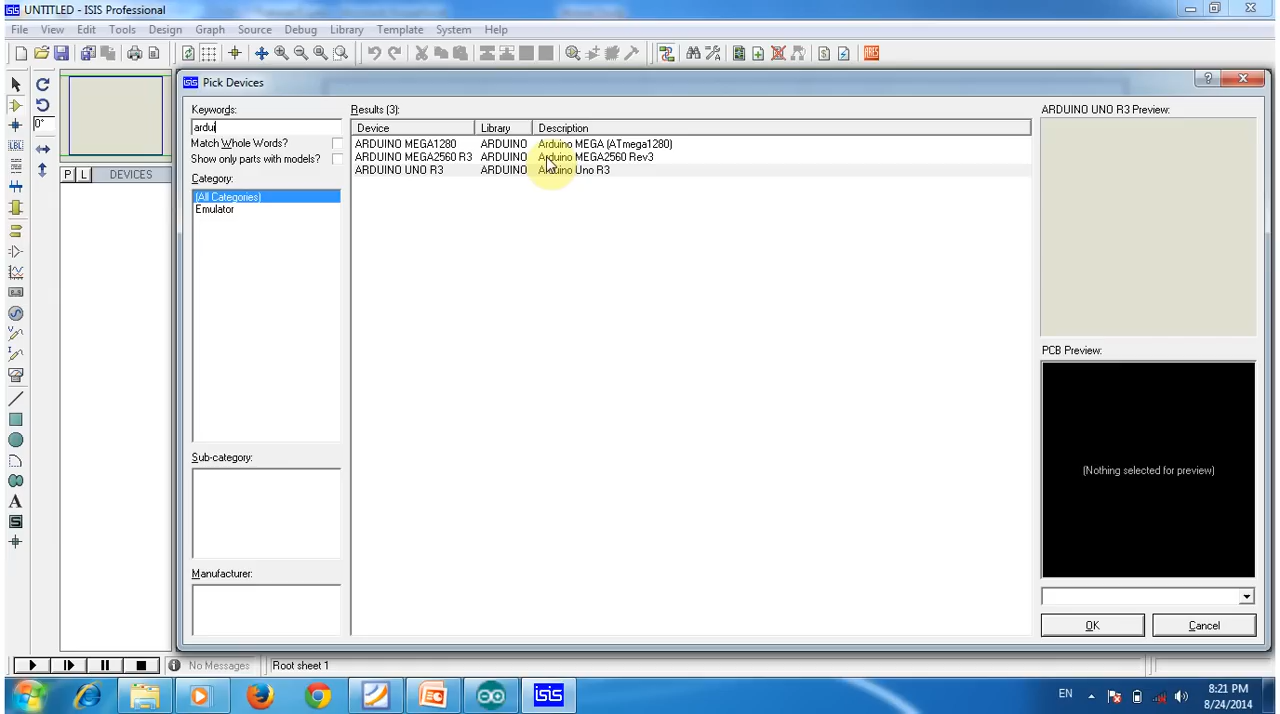 UNTITLED - ISIS Professional
File View Edit Tools Design Graph Source Debug Library Template System Help
Pick Devices
Keywords:
ardui
Match Whole Words?
Show only parts with models?
Category:
(All Categories)
Emulator
Sub-category:
Manufacturer:
Results (3):
Device Library Description
ARDUINO MEGA1280 ARDUINO Arduino MEGA (ATmega1280)
ARDUINO MEGA2560 R3 ARDUINO Arduino MEGA2560 Rev3
ARDUINO UNO R3 ARDUINO Arduino Uno R3
ARDUINO UNO R3 Preview:
PCB Preview:
(Nothing selected for preview)
OK Cancel
0°
P L DEVICES
LBL
A
S
No Messages Root sheet 1
isis
EN
8:21 PM
8/24/2014